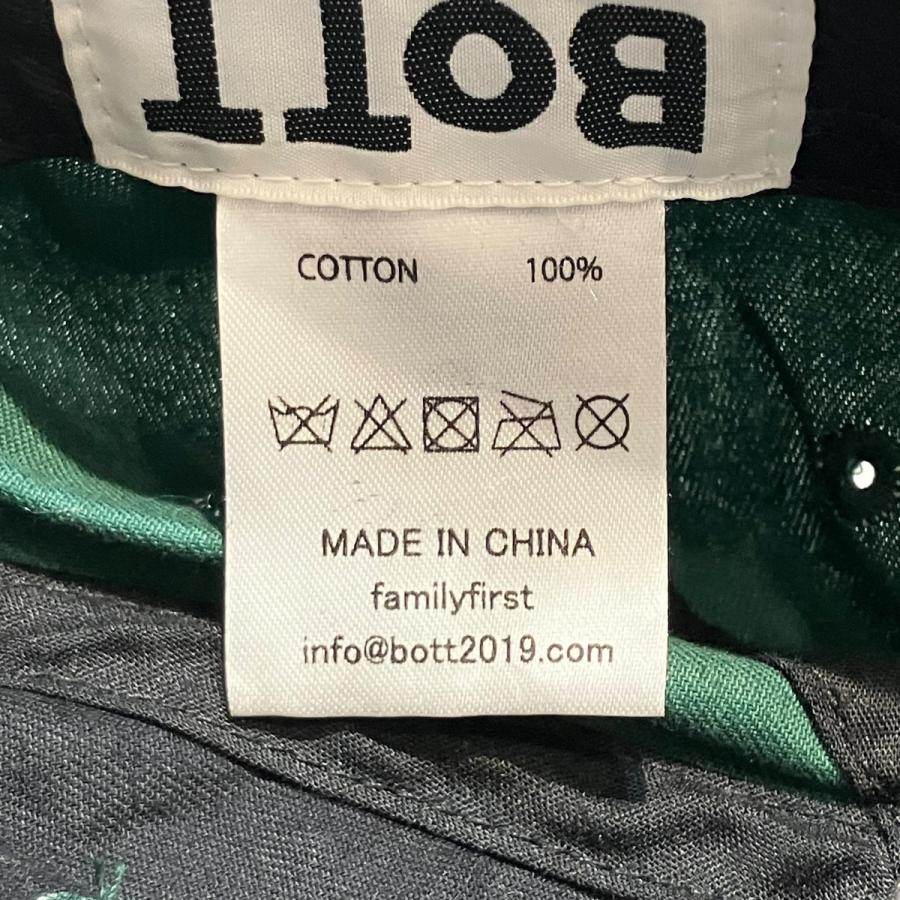 BOTT
COTTON 100%
MADE IN CHINA
familyfirst
info@bott2019.com